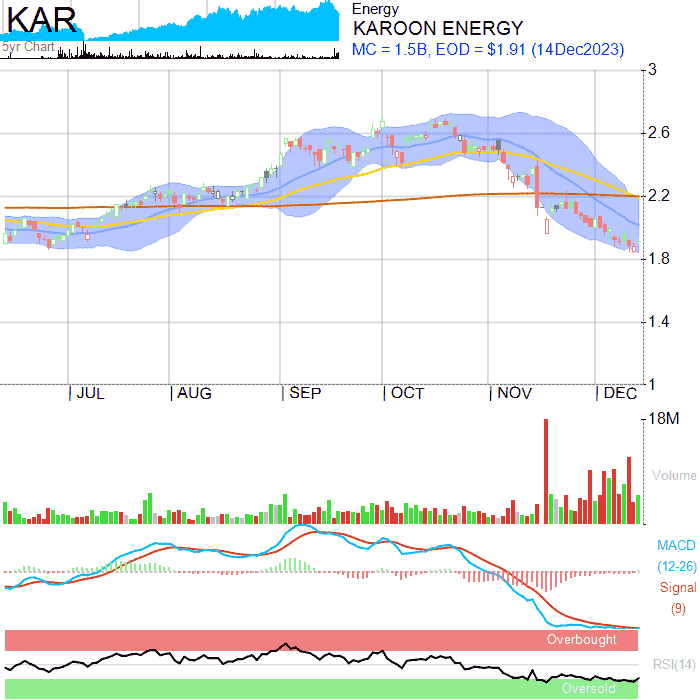 KAR
5yr Chart
Energy
KAROON ENERGY
MC = 1.5B, EOD = $1.91 (14Dec2023)
3
2.6
2.2
1.8
1.4
1
JUL AUG SEP OCT NOV DEC
18M
Volume
MACD
(12-26)
Signal
(9)
Overbought
RSI(14)
Oversold